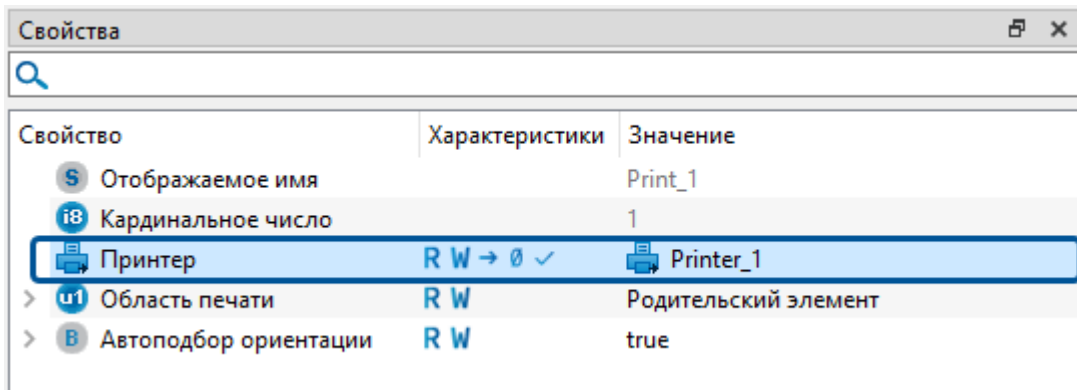 Свойства
Свойство Характеристики Значение
S Отображаемое имя Print_1
i8 Кардинальное число 1
Принтер R W → ∅ ✓ Printer_1
u1 Область печати R W Родительский элемент
B Автоподбор ориентации R W true